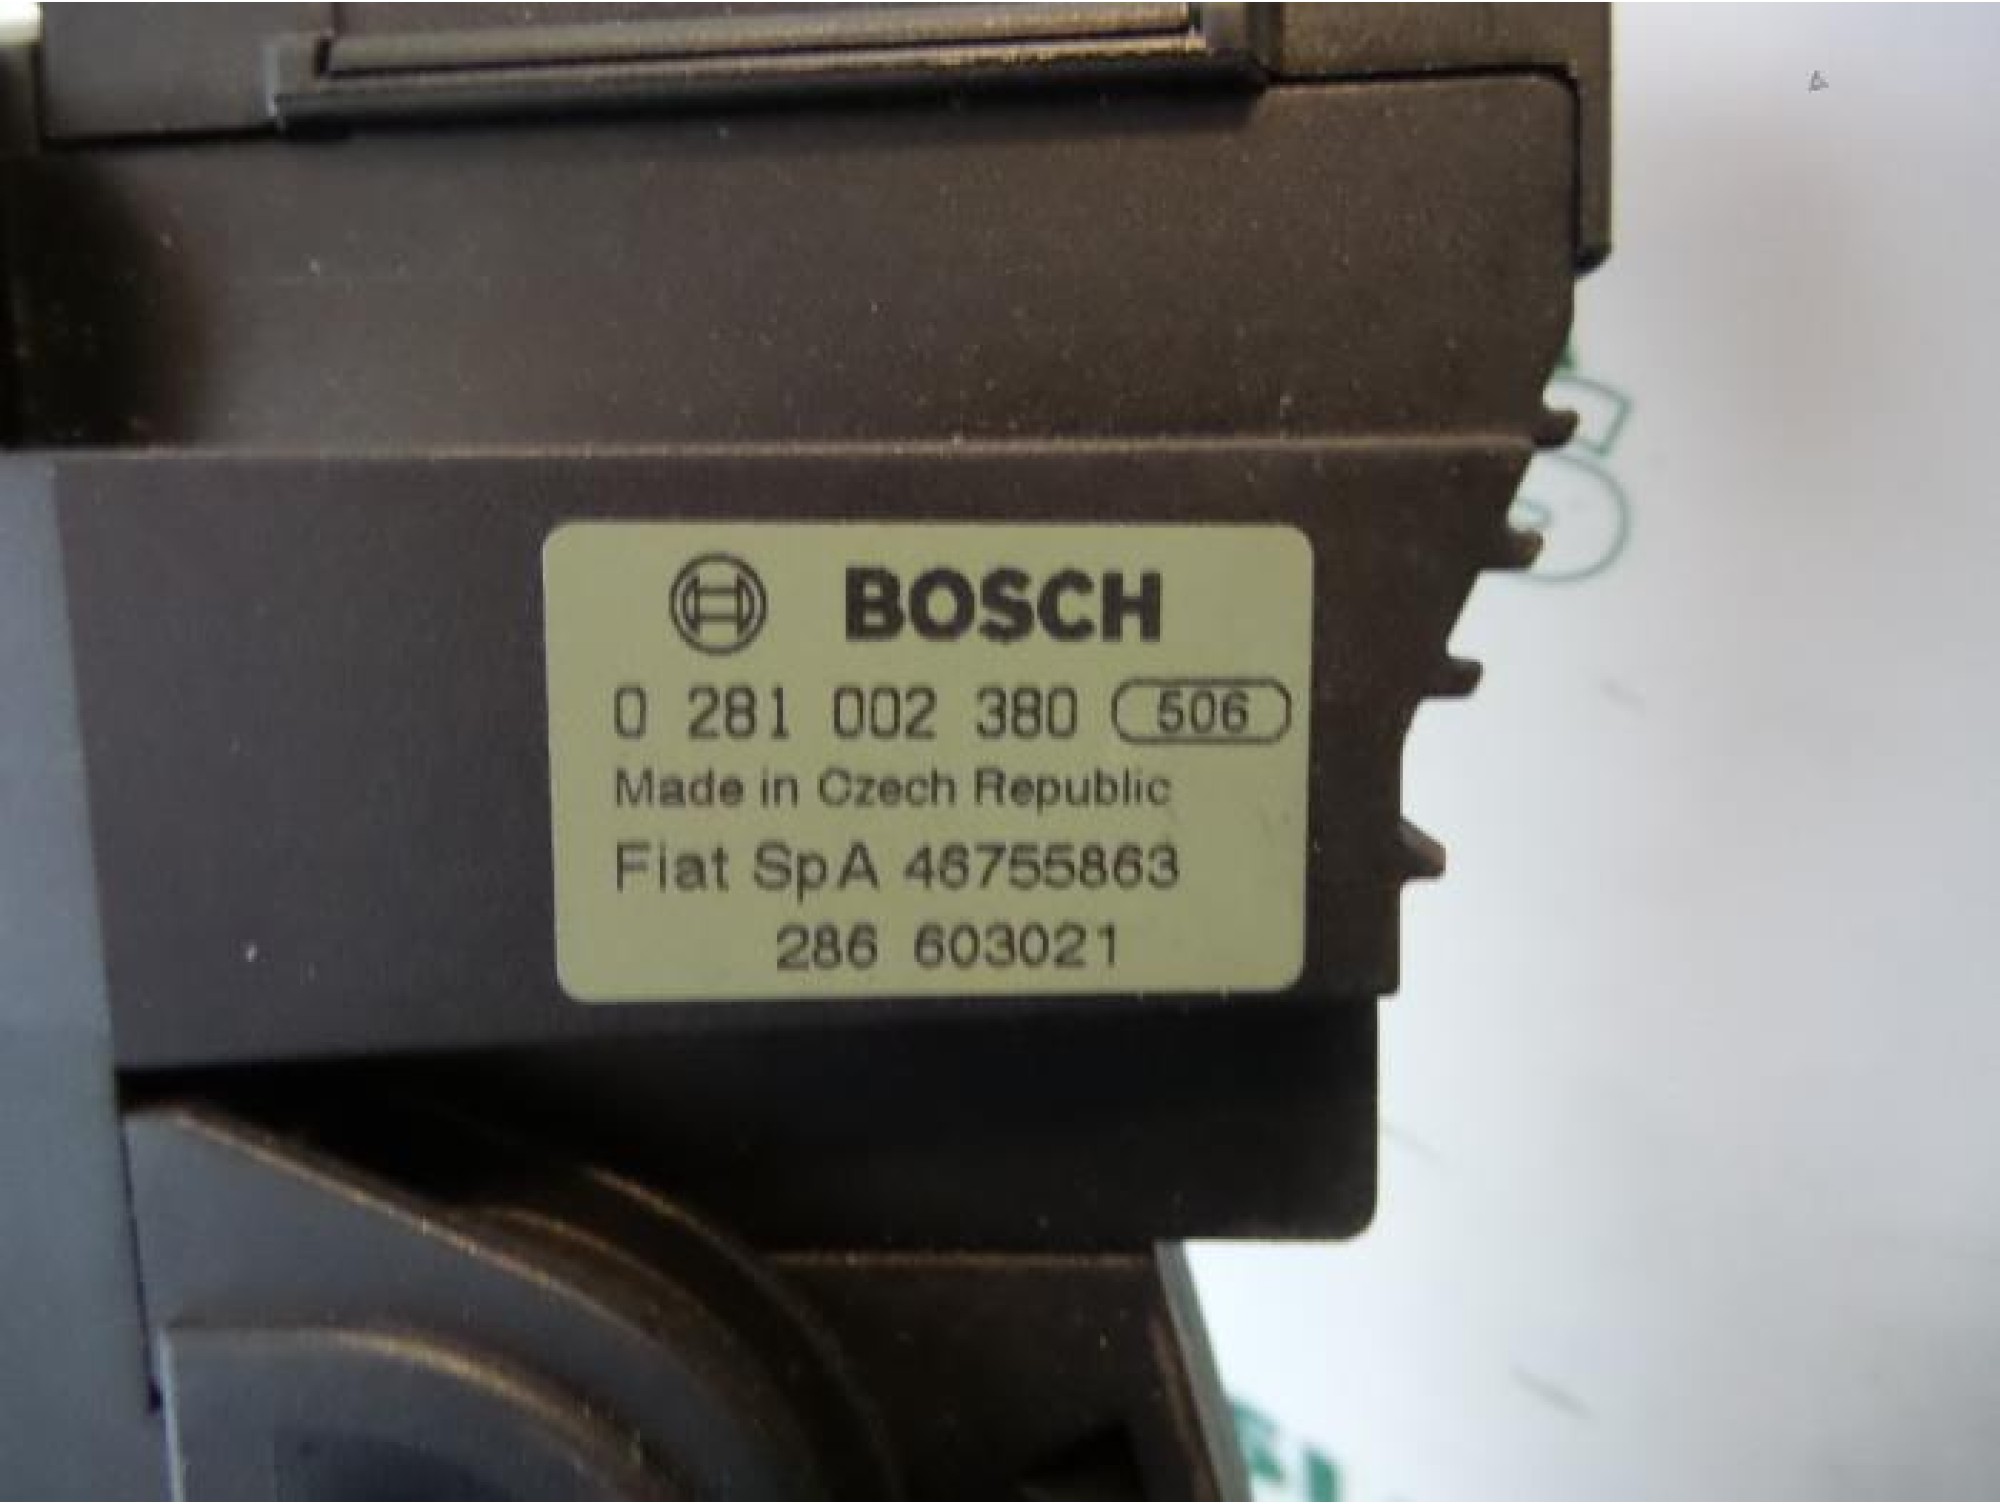 BOSCH
0 281 002 380 506
Made in Czech Republic
Fiat SpA 46755863
286 603021